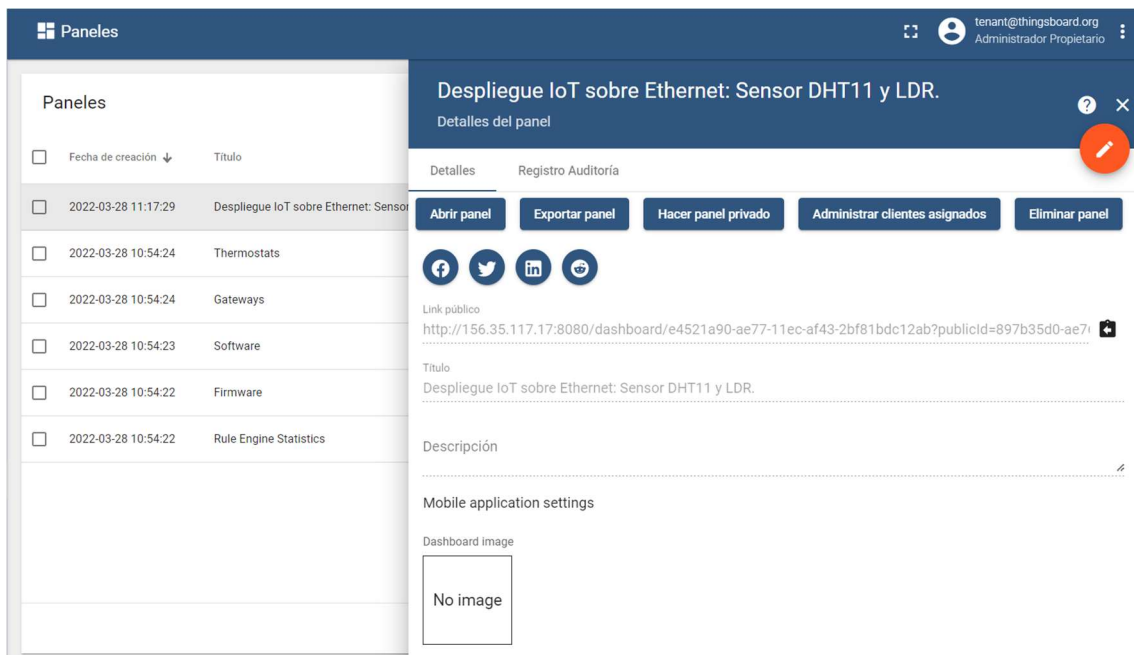 Paneles
tenant@thingsboard.org
Administrador Propietario
Paneles
Fecha de creación
Título
2022-03-28 11:17:29
Despliegue IoT sobre Ethernet: Sensor
2022-03-28 10:54:24
Thermostats
2022-03-28 10:54:24
Gateways
2022-03-28 10:54:23
Software
2022-03-28 10:54:22
Firmware
2022-03-28 10:54:22
Rule Engine Statistics
Despliegue IoT sobre Ethernet: Sensor DHT11 y LDR.
Detalles del panel
Detalles
Registro Auditoría
Abrir panel
Exportar panel
Hacer panel privado
Administrar clientes asignados
Eliminar panel
Link público
http://156.35.117.17:8080/dashboard/e4521a90-ae77-11ec-af43-2bf81bdc12ab?publicId=897b35d0-ae7
Título
Despliegue IoT sobre Ethernet: Sensor DHT11 y LDR.
Descripción
Mobile application settings
Dashboard image
No image